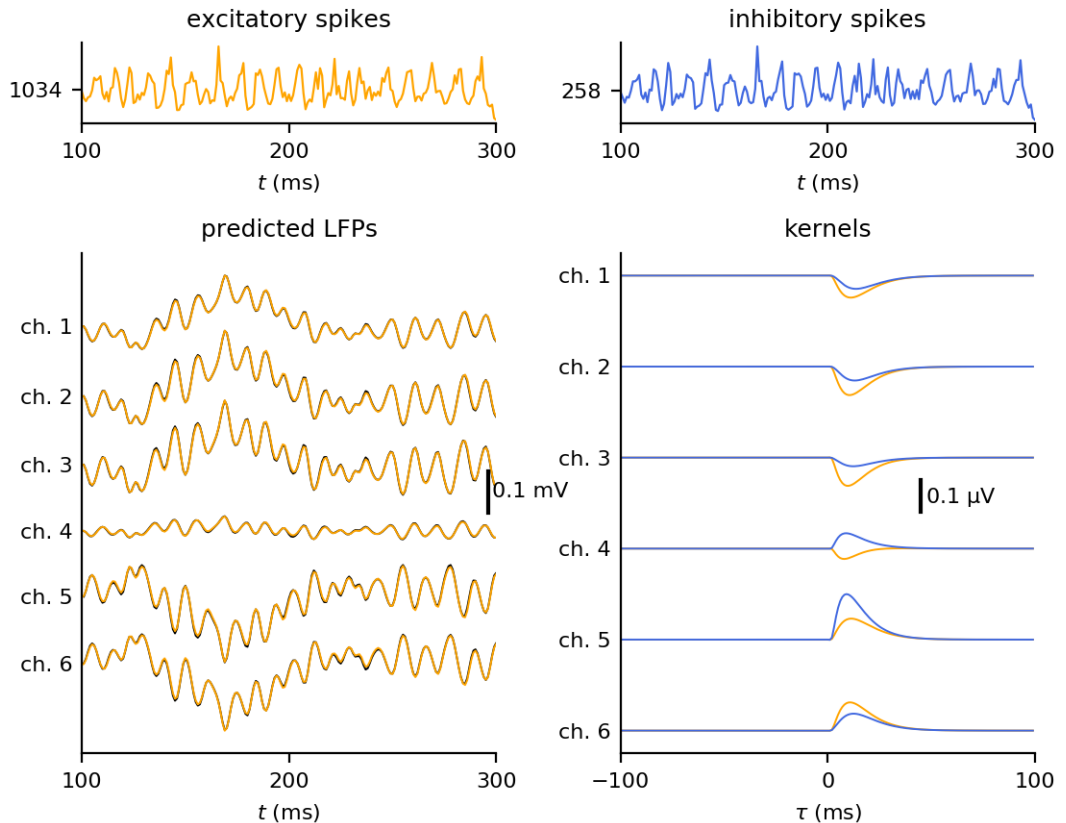 excitatory spikes
1034
100 200 300
t (ms)
inhibitory spikes
258
100 200 300
t (ms)
predicted LFPs
ch. 1
ch. 2
ch. 3
0.1 mV
ch. 4
ch. 5
ch. 6
100 200 300
t (ms)
kernels
ch. 1
ch. 2
ch. 3
0.1 μV
ch. 4
ch. 5
ch. 6
−100 0 100
τ (ms)